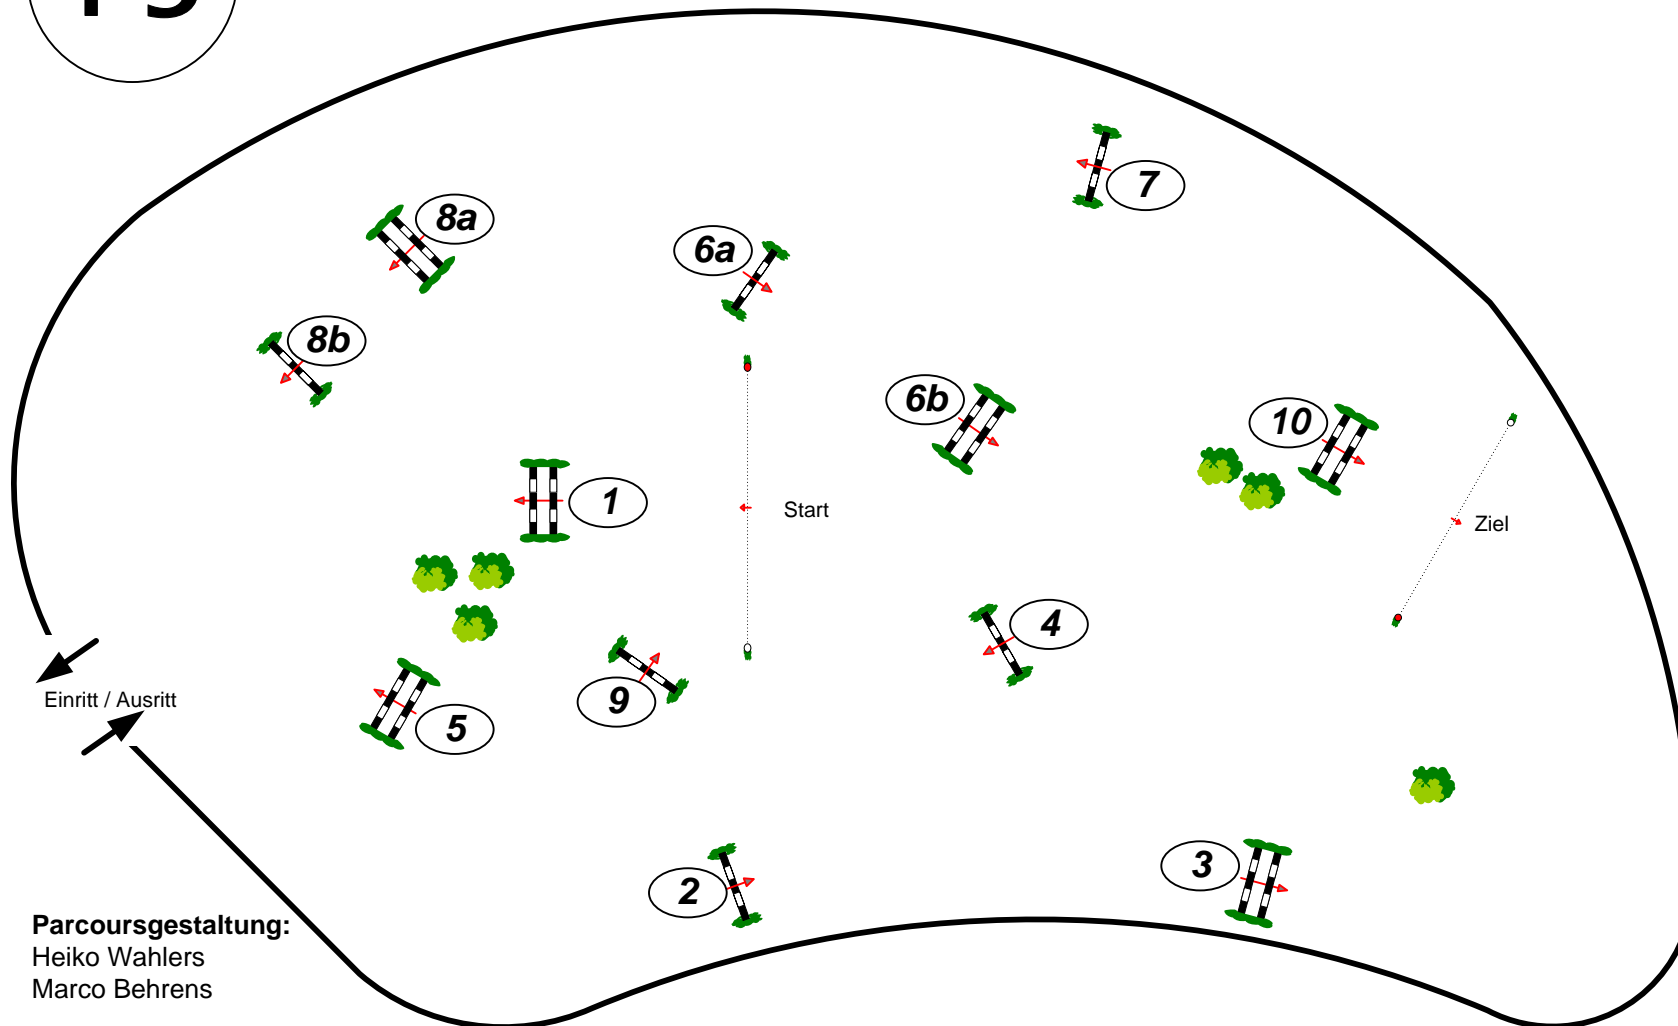 7
8a
6a
8b
6b
10
1
Start
Ziel
4
Einritt / Ausritt
9
5
3
2
Parcoursgestaltung:
Heiko Wahlers
Marco Behrens